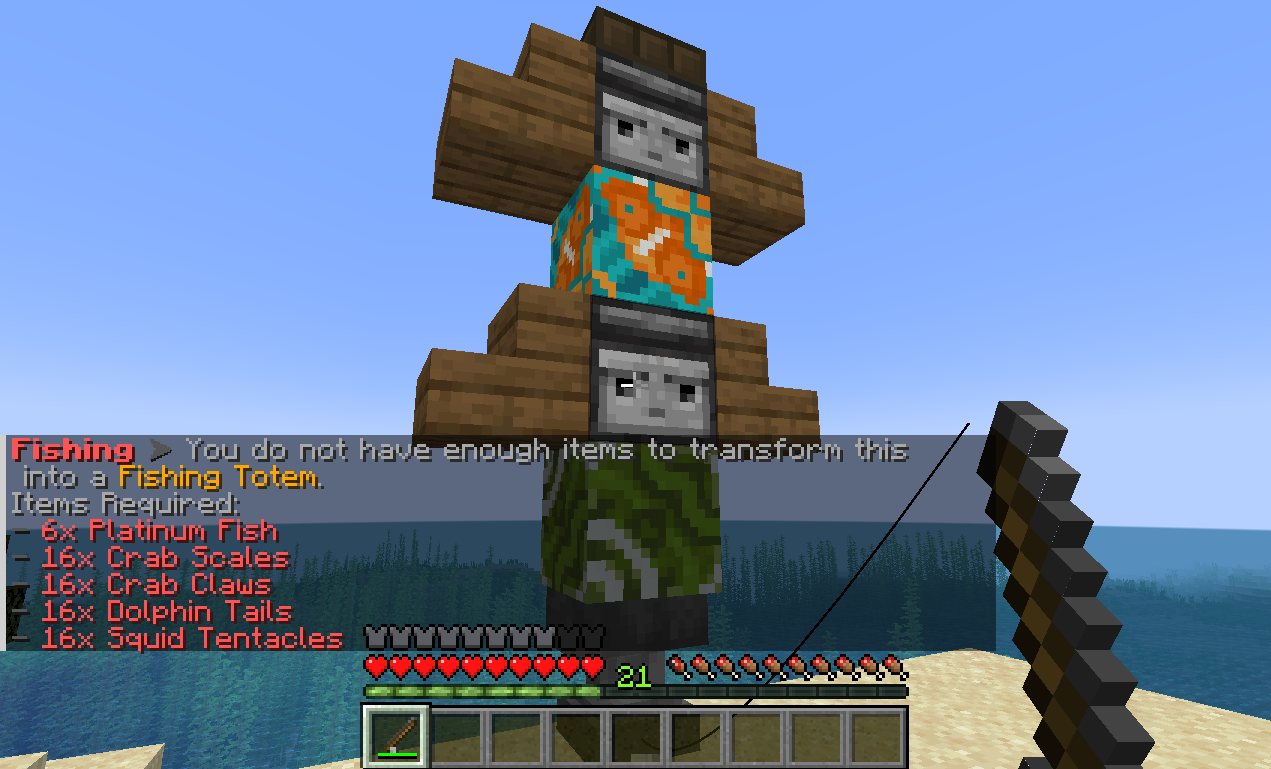 Fishing > You do not have enough items to transform this
into a Fishing Totem.
Items Required:
- 6x Platinum Fish
- 16x Crab Scales
- 16x Crab Claws
- 16x Dolphin Tails
- 16x Squid Tentacles
21